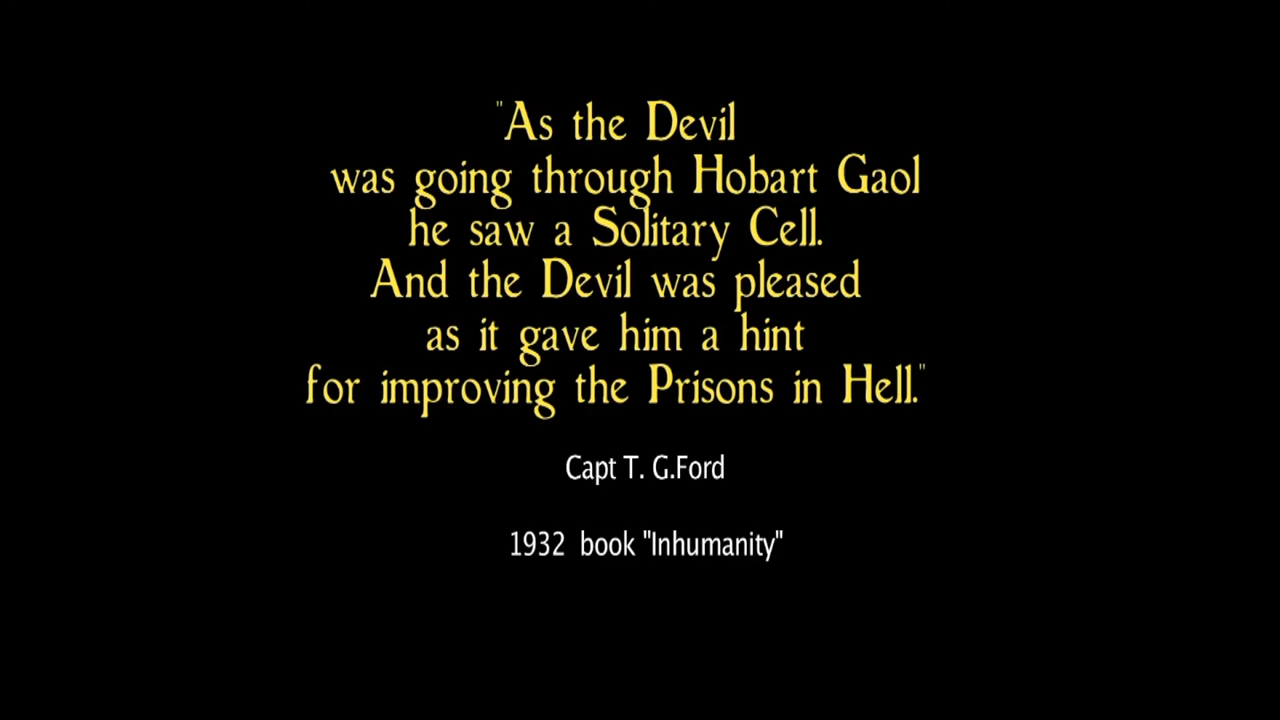 "As the Devil
was going through Hobart Gaol
he saw a Solitary Cell.
And the Devil was pleased
as it gave him a hint
for improving the Prisons in Hell."
Capt T. G.Ford
1932 book "Inhumanity"